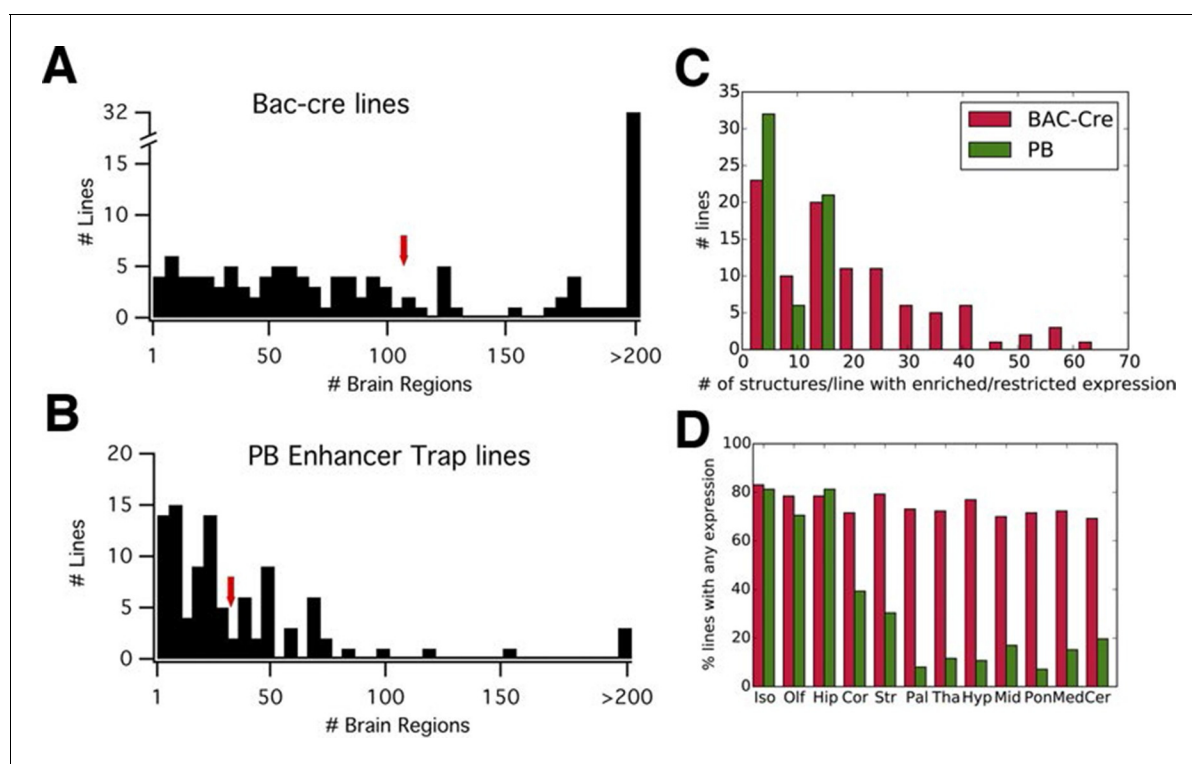 A
Bac-cre lines
32
15
10
5
0
# Lines
1 50 100 150 >200
# Brain Regions
B
PB Enhancer Trap lines
20
15
10
5
0
# Lines
1 50 100 150 >200
# Brain Regions
C
35
30
25
20
15
10
5
0
# lines
BAC-Cre
PB
0 10 20 30 40 50 60 70
# of structures/line with enriched/restricted expression
D
100
80
60
40
20
0
% lines with any expression
Iso Olf Hip Cor Str Pal Tha Hyp Mid Pon Med Cer